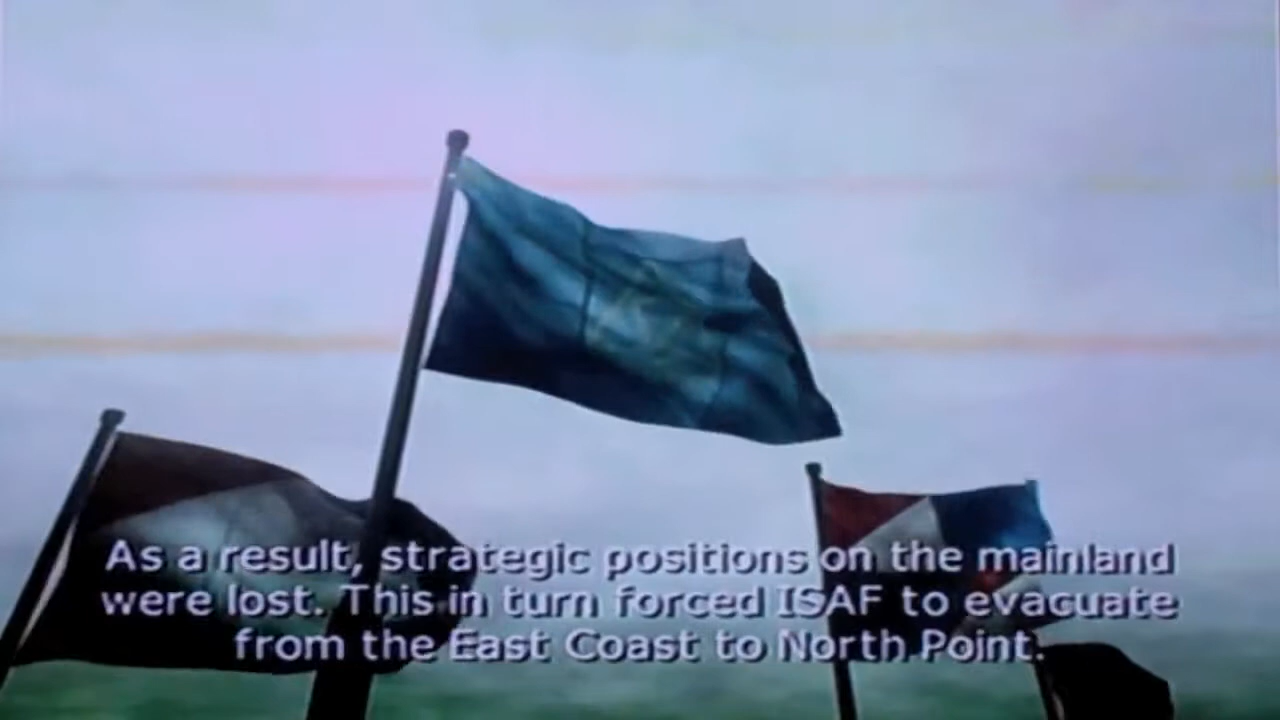 As a result, strategic positions on the mainland
were lost. This in turn forced ISAF to evacuate
from the East Coast to North Point.